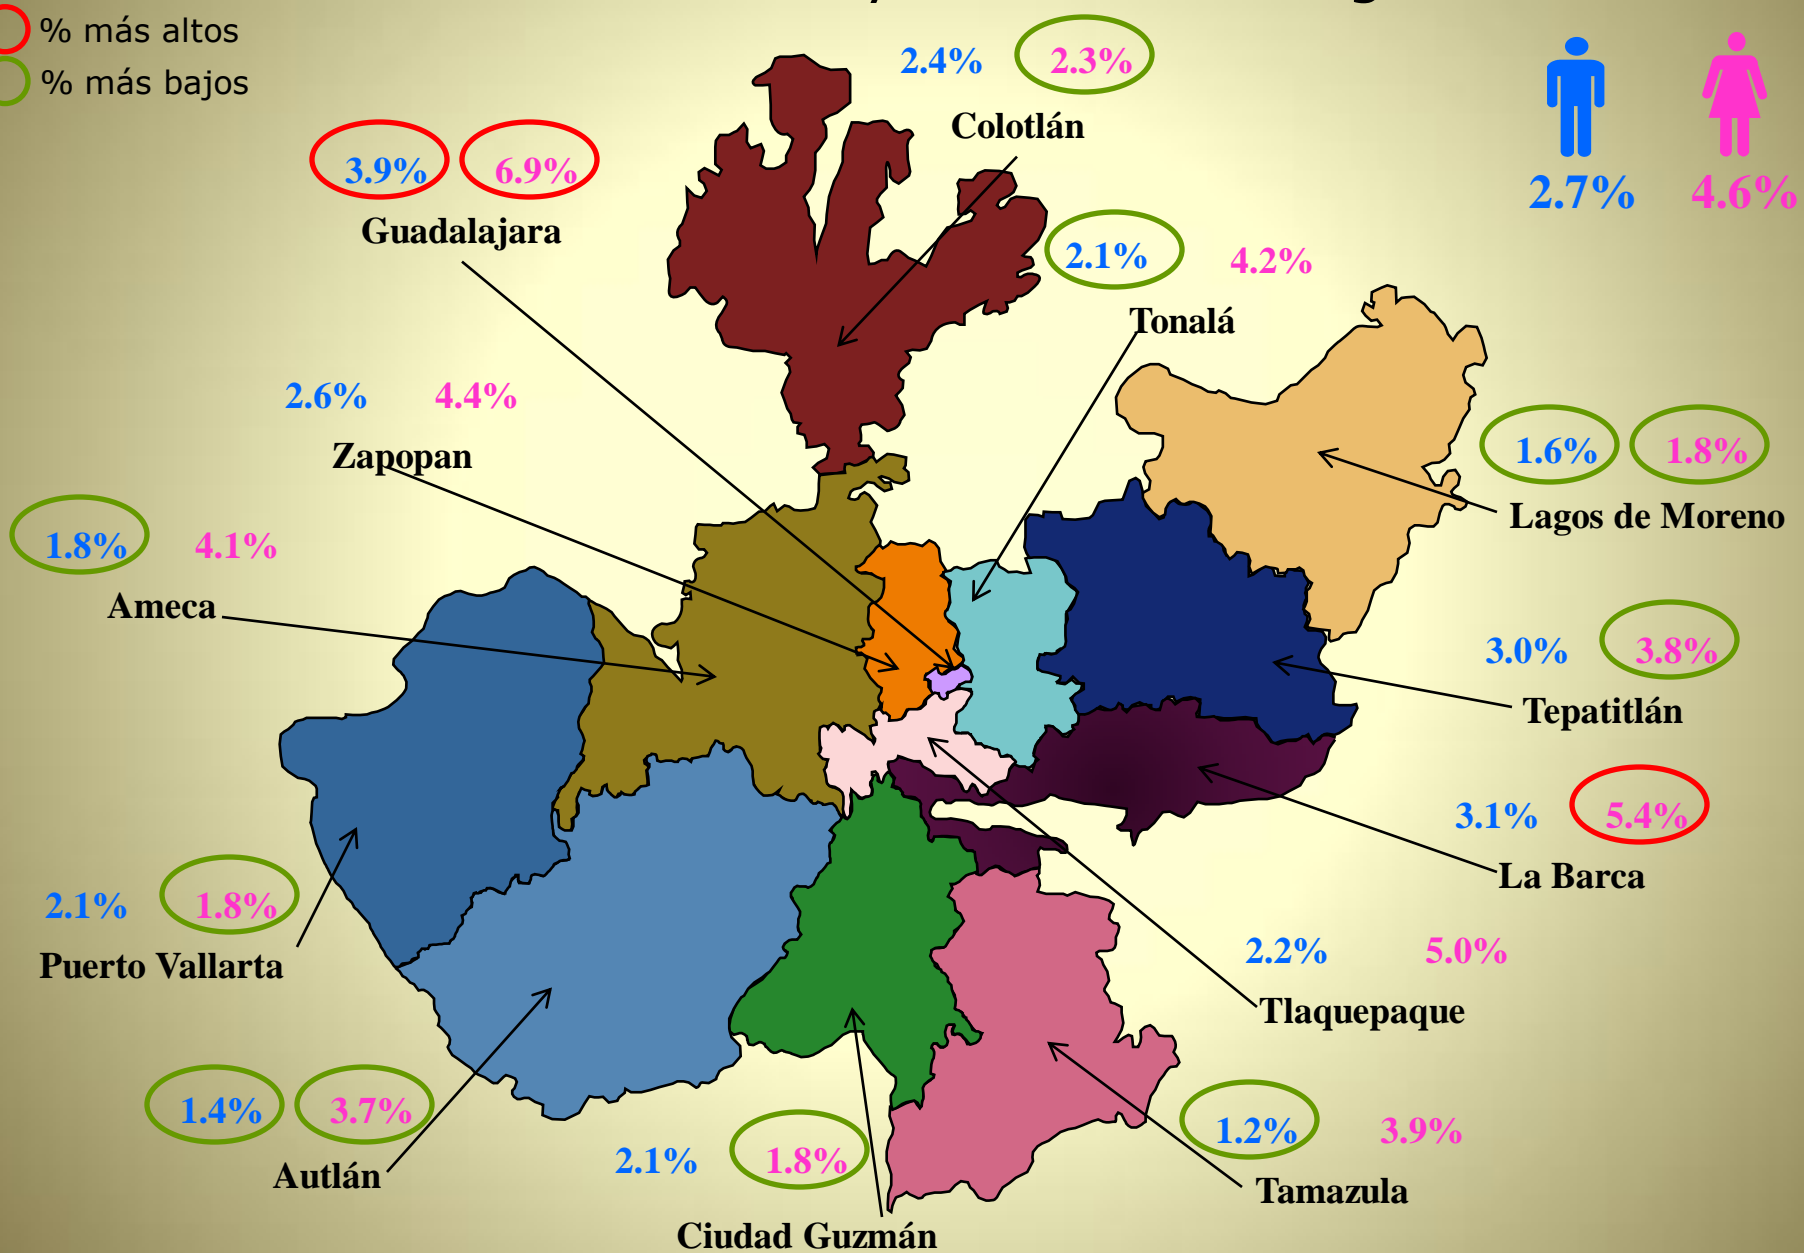 % más altos
% más bajos
2.4% 2.3%
Colotlán
2.7% 4.6%
3.9% 6.9%
Guadalajara
2.1% 4.2%
Tonalá
2.6% 4.4%
Zapopan
1.6% 1.8%
Lagos de Moreno
1.8% 4.1%
Ameca
3.0% 3.8%
Tepatitlán
3.1% 5.4%
La Barca
2.1% 1.8%
Puerto Vallarta
2.2% 5.0%
Tlaquepaque
1.4% 3.7%
Autlán
2.1% 1.8%
Ciudad Guzmán
1.2% 3.9%
Tamazula